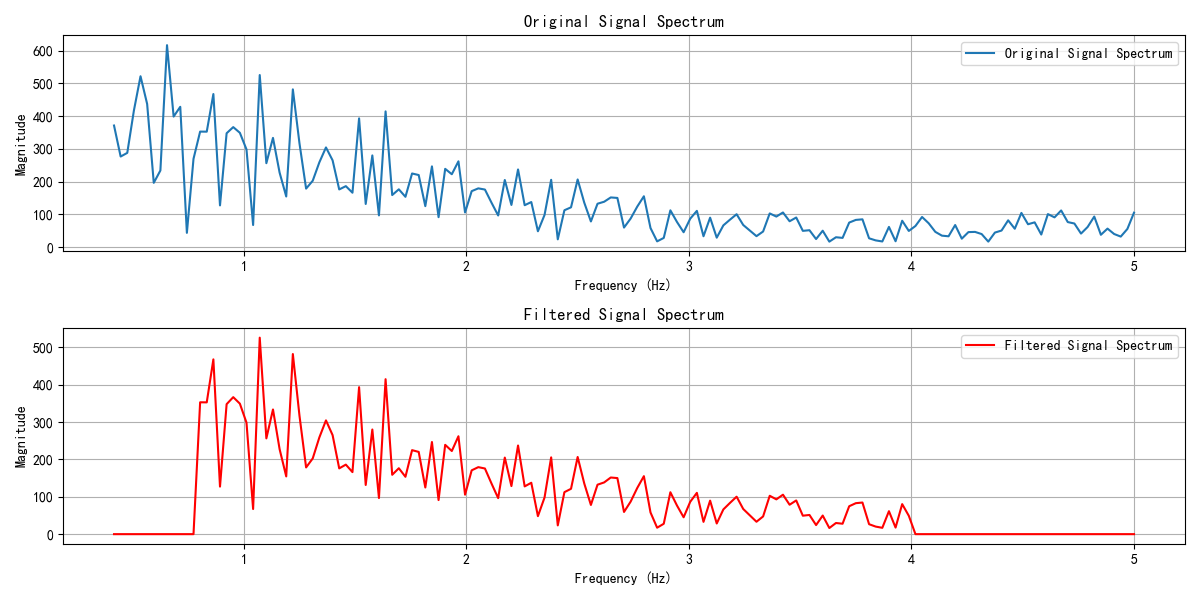 Original Signal Spectrum
Original Signal Spectrum
600
500
400
300
200
100
0
Magnitude
1 2 3 4 5
Frequency (Hz)
Filtered Signal Spectrum
Filtered Signal Spectrum
500
400
300
200
100
0
Magnitude
1 2 3 4 5
Frequency (Hz)